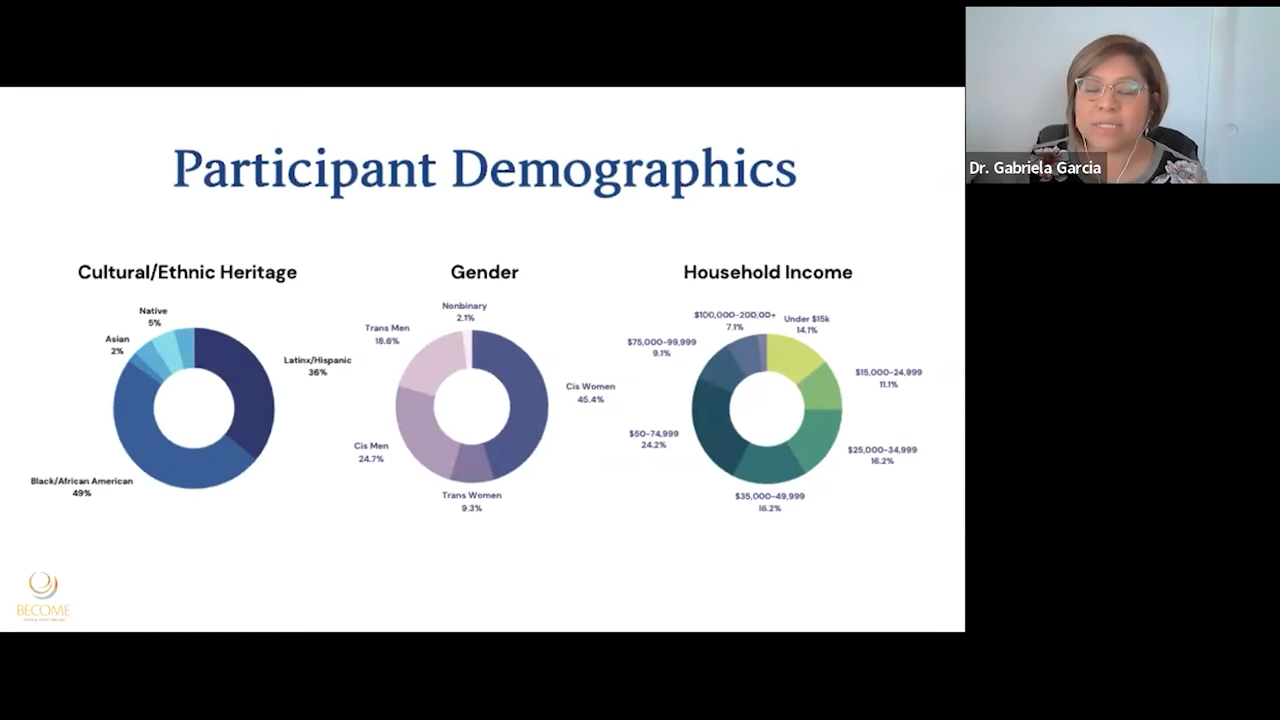 Participant Demographics
Cultural/Ethnic Heritage
Native
5%
Asian
2%
Latinx/Hispanic
36%
Black/African American
49%
Gender
Nonbinary
2.1%
Trans Men
18.6%
Cis Women
45.4%
Cis Men
24.7%
Trans Women
9.3%
Household Income
$100,000-200,00+
7.1%
Under $15k
14.1%
$75,000-99,999
9.1%
$15,000-24,999
11.1%
$50-74,999
24.2%
$25,000-34,999
16.2%
$35,000-49,999
16.2%
BECOME
Dr. Gabriela Garcia